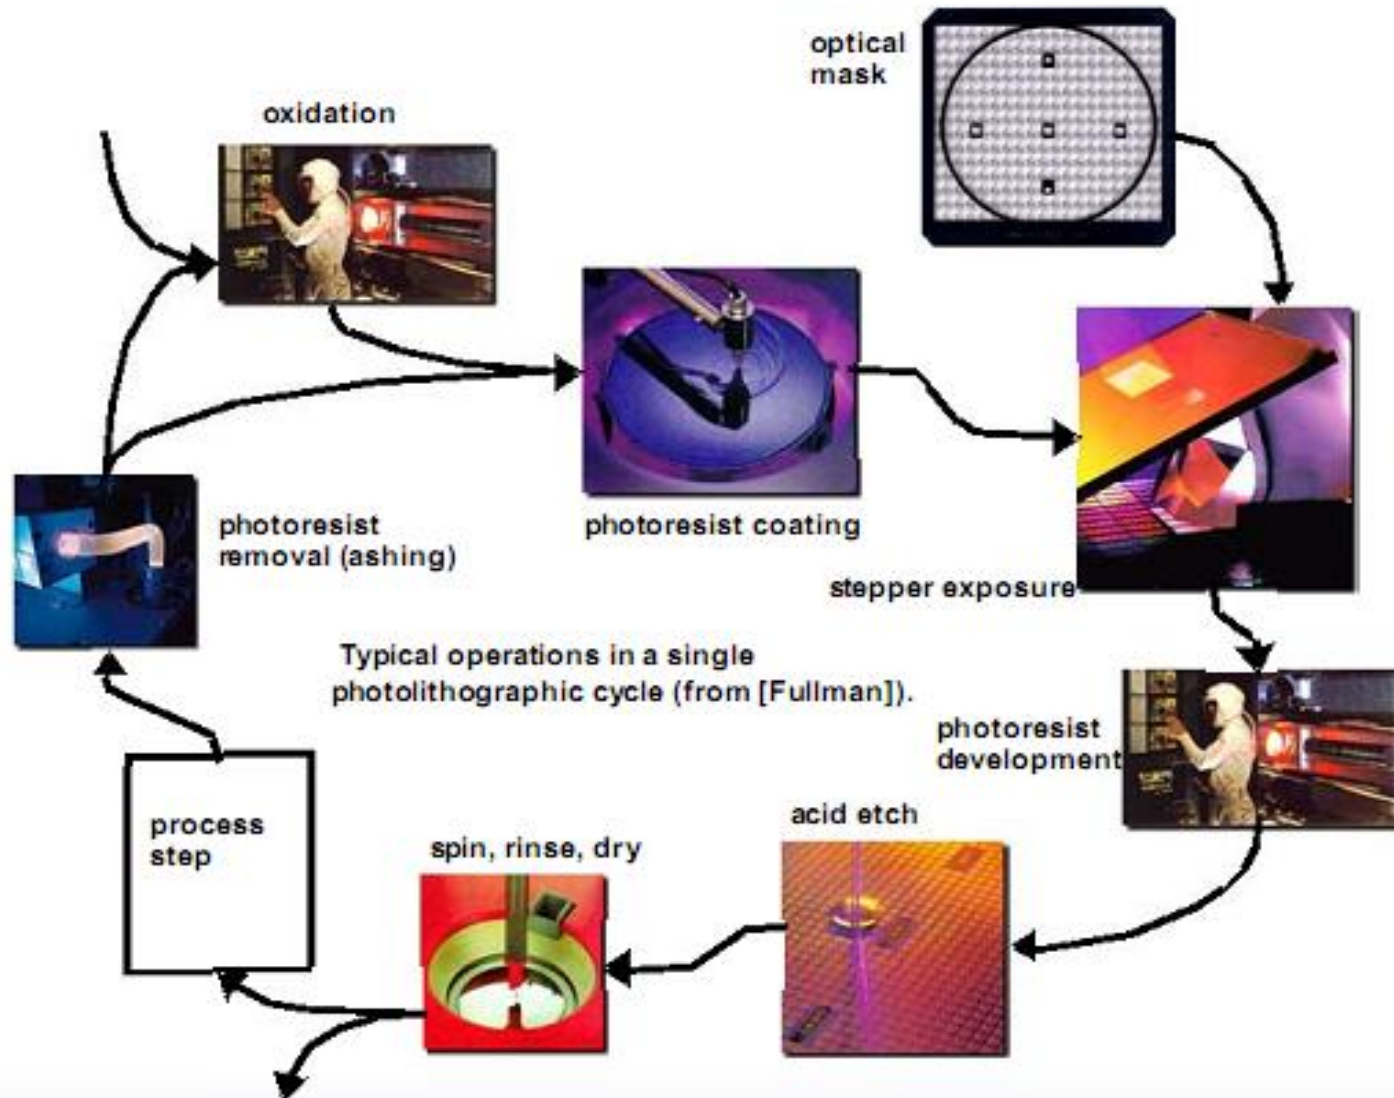 optical
mask
oxidation
photoresist coating
stepper exposure
photoresist
removal (ashing)
Typical operations in a single
photolithographic cycle (from [Fullman]).
photoresist
development
acid etch
spin, rinse, dry
process
step